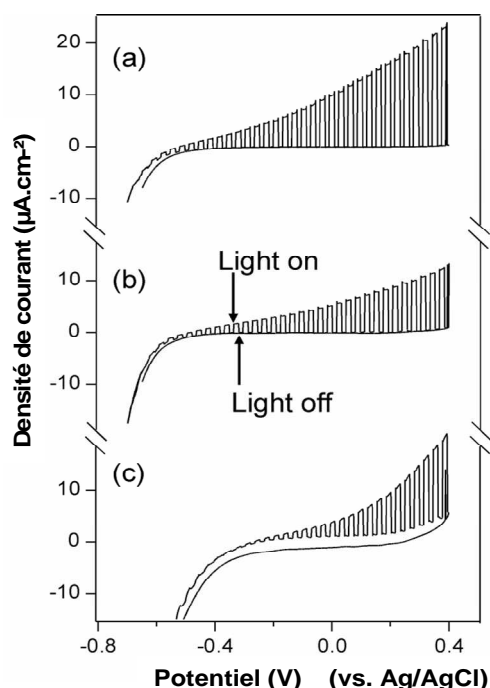 Densité de courant (µA.cm-²)
20
(a)
10
0
-10
(b)
Light on
10
0
Light off
-10
(c)
10
0
-10
-0.8
-0.4
0.0
0.4
Potentiel (V) (vs. Ag/AgCl)